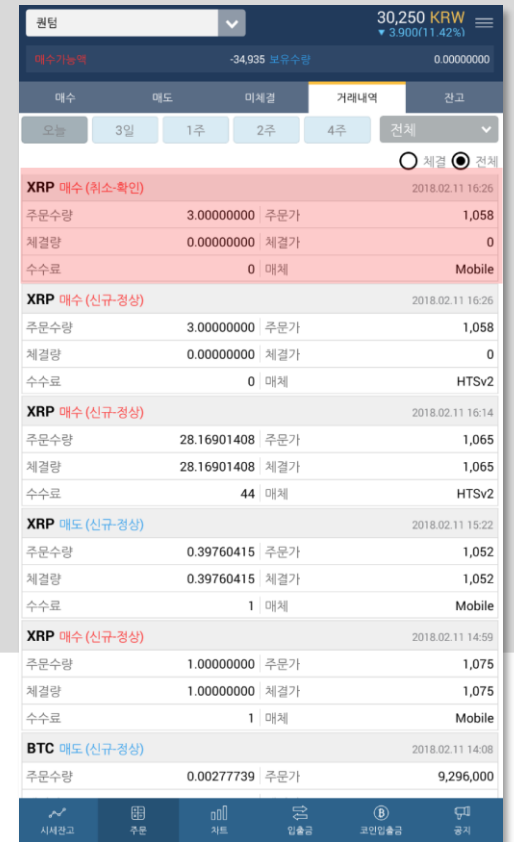 퀀텀 30,250 KRW
▼ 3.900(11.42%)
매수가능액 -34,935 보유수량 0.00000000
매수 매도 미체결 거래내역 잔고
오늘 3일 1주 2주 4주 전체
체결 전체
XRP 매수 (취소-확인) 2018.02.11 16:26
주문수량 3.00000000 주문가 1,058
체결량 0.00000000 체결가 0
수수료 0 매체 Mobile
XRP 매수 (신규-정상) 2018.02.11 16:26
주문수량 3.00000000 주문가 1,058
체결량 0.00000000 체결가 0
수수료 0 매체 HTSv2
XRP 매수 (신규-정상) 2018.02.11 16:14
주문수량 28.16901408 주문가 1,065
체결량 28.16901408 체결가 1,065
수수료 44 매체 HTSv2
XRP 매도 (신규-정상) 2018.02.11 15:22
주문수량 0.39760415 주문가 1,052
체결량 0.39760415 체결가 1,052
수수료 1 매체 Mobile
XRP 매수 (신규-정상) 2018.02.11 14:59
주문수량 1.00000000 주문가 1,075
체결량 1.00000000 체결가 1,075
수수료 1 매체 Mobile
BTC 매도 (신규-정상) 2018.02.11 14:08
주문수량 0.00277739 주문가 9,296,000
시세잔고 주문 차트 입출금 코인입출금 공지